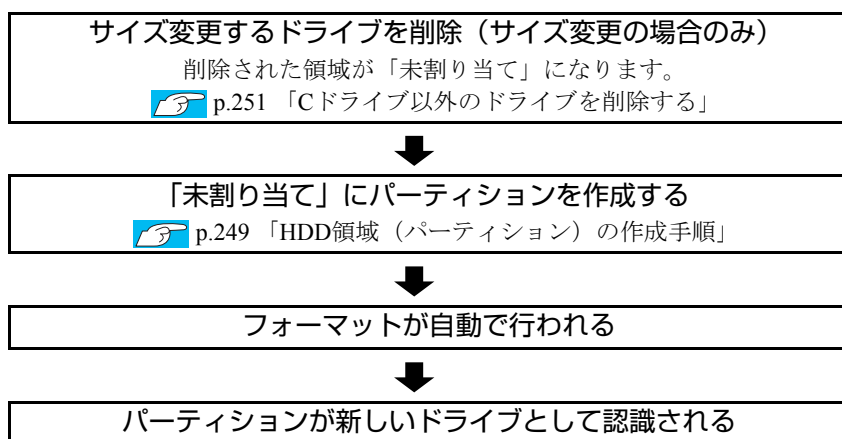 サイズ変更するドライブを削除（サイズ変更の場合のみ）
削除された領域が「未割り当て」になります。
p.251 「Cドライブ以外のドライブを削除する」
「未割り当て」にパーティションを作成する
p.249 「HDD領域（パーティション）の作成手順」
フォーマットが自動で行われる
パーティションが新しいドライブとして認識される